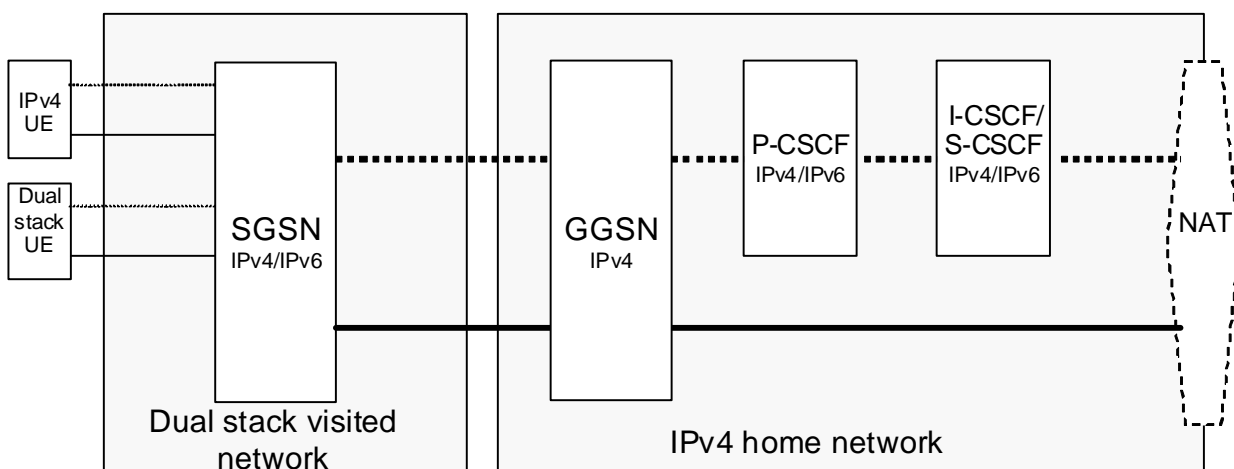 IPv4
UE
Dual
stack
UE
SGSN
IPv4/IPv6
Dual stack visited
network
GGSN
IPv4
P-CSCF
IPv4/IPv6
I-CSCF/
S-CSCF
IPv4/IPv6
NAT
IPv4 home network